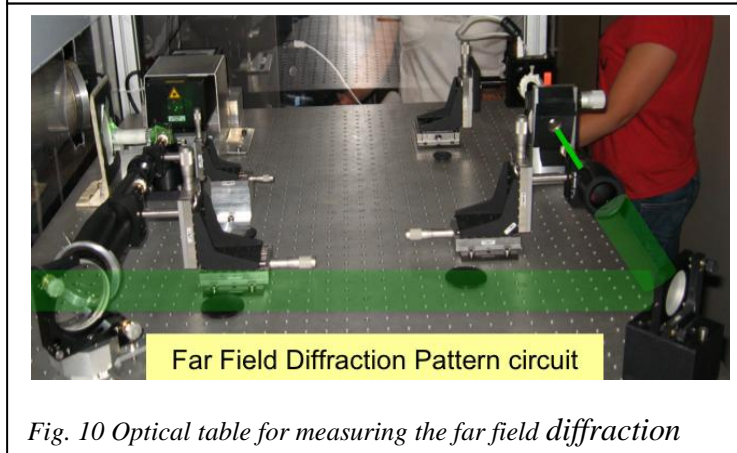 Far Field Diffraction Pattern circuit
Fig. 10 Optical table for measuring the far field diffraction